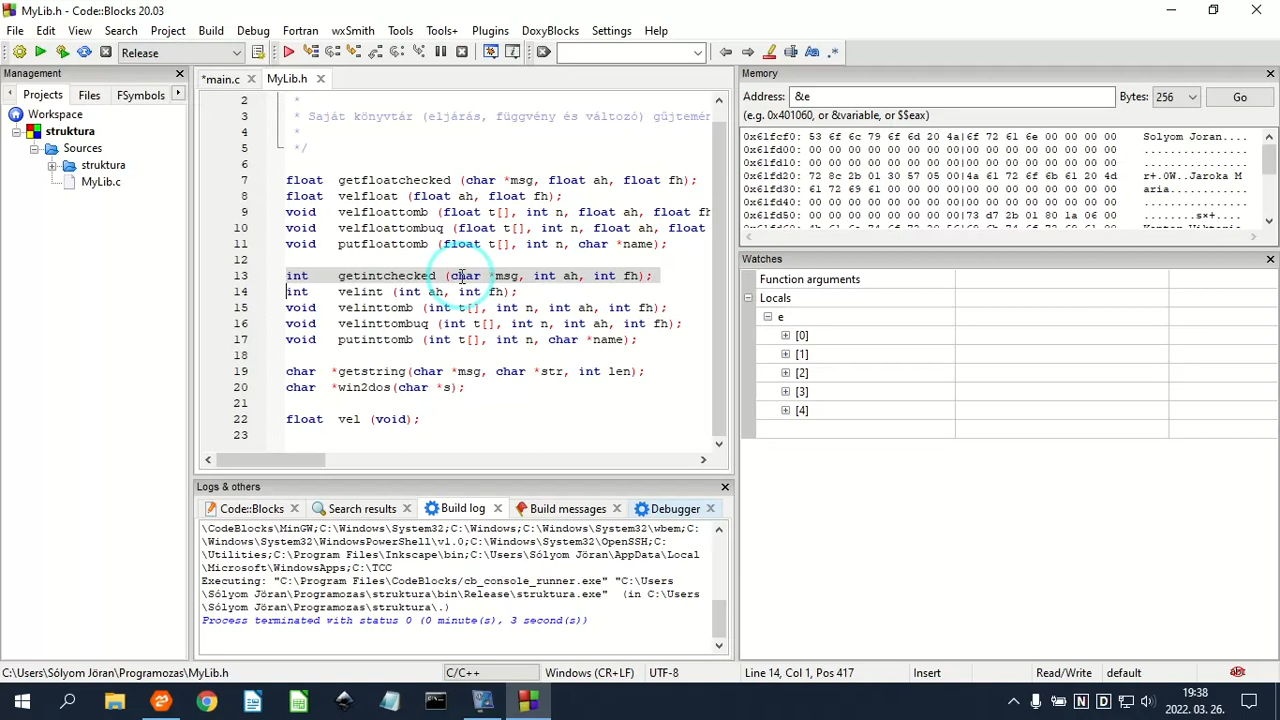 MyLib.h - Code::Blocks 20.03
File Edit View Search Project Build Debug Fortran wxSmith Tools Tools+ Plugins DoxyBlocks Settings Help
Release
Management
Projects Files FSymbols
Workspace
struktura
Sources
struktura
MyLib.c
*main.c MyLib.h
2 *
3 * Saját könyvtár (eljárás, függvény és változó) gűjtemén
4 *
5 */
6
7 float getfloatchecked (char *msg, float ah, float fh);
8 float velfloat (float ah, float fh);
9 void velfloattomb (float t[], int n, float ah, float fh
10 void velfloattombuq (float t[], int n, float ah, float
11 void putfloattomb (float t[], int n, char *name);
12
13 int getintchecked (char *msg, int ah, int fh);
14 int velint (int ah, int fh);
15 void velinttomb (int t[], int n, int ah, int fh);
16 void velinttombuq (int t[], int n, int ah, int fh);
17 void putinttomb (int t[], int n, char *name);
18
19 char *getstring(char *msg, char *str, int len);
20 char *win2dos(char *s);
21
22 float vel (void);
23
Memory
Address: &e Bytes: 256 Go
(e.g. 0x401060, or &variable, or $$eax)
0x61fcf0: 53 6f 6c 79 6f 6d 20 4a|6f 72 61 6e 00 00 00 00 Solyom Joran....
0x61fd00: 00 00 00 00 00 00 00 00|00 00 00 00 00 00 00 00 ................
0x61fd10: 00 00 00 00 00 00 00 00|00 00 00 00 00 00 00 00 ................
0x61fd20: 72 8c 2b 01 30 57 05 00|4a 61 72 6f 6b 61 20 4d r.+.0W..Jaroka M
0x61fd30: 61 72 69 61 00 00 00 00|00 00 00 00 00 00 00 00 aria............
0x61fd40: 00 00 00 00 00 00 00 00|00 00 00 00 00 00 00 00 ................
0x61fd50: 00 00 00 00 00 00 00 00|73 d7 2b 01 80 1a 06 00 ........s×+.....
Watches
Function arguments
Locals
e
[0]
[1]
[2]
[3]
[4]
Logs & others
Code::Blocks Search results Build log Build messages Debugger
\CodeBlocks\MinGW;C:\Windows\System32;C:\Windows;C:\Windows\System32\wbem;C:
\Windows\System32\WindowsPowerShell\v1.0;C:\Windows\System32\OpenSSH;C:
\Utilities;C:\Program Files\Inkscape\bin;C:\Users\Sólyom Jöran\AppData\Local
\Microsoft\WindowsApps;C:\TCC
Executing: "C:\Program Files\CodeBlocks/cb_console_runner.exe" "C:\Users
\Sólyom Jöran\Programozas\struktura\bin\Release\struktura.exe" (in C:\Users
\Sólyom Jöran\Programozas\struktura\.)
Process terminated with status 0 (0 minute(s), 3 second(s))
C:\Users\Sólyom Jöran\Programozas\MyLib.h C/C++ Windows (CR+LF) UTF-8 Line 14, Col 1, Pos 417 Insert Read/Write default
19:38
2022. 03. 26.